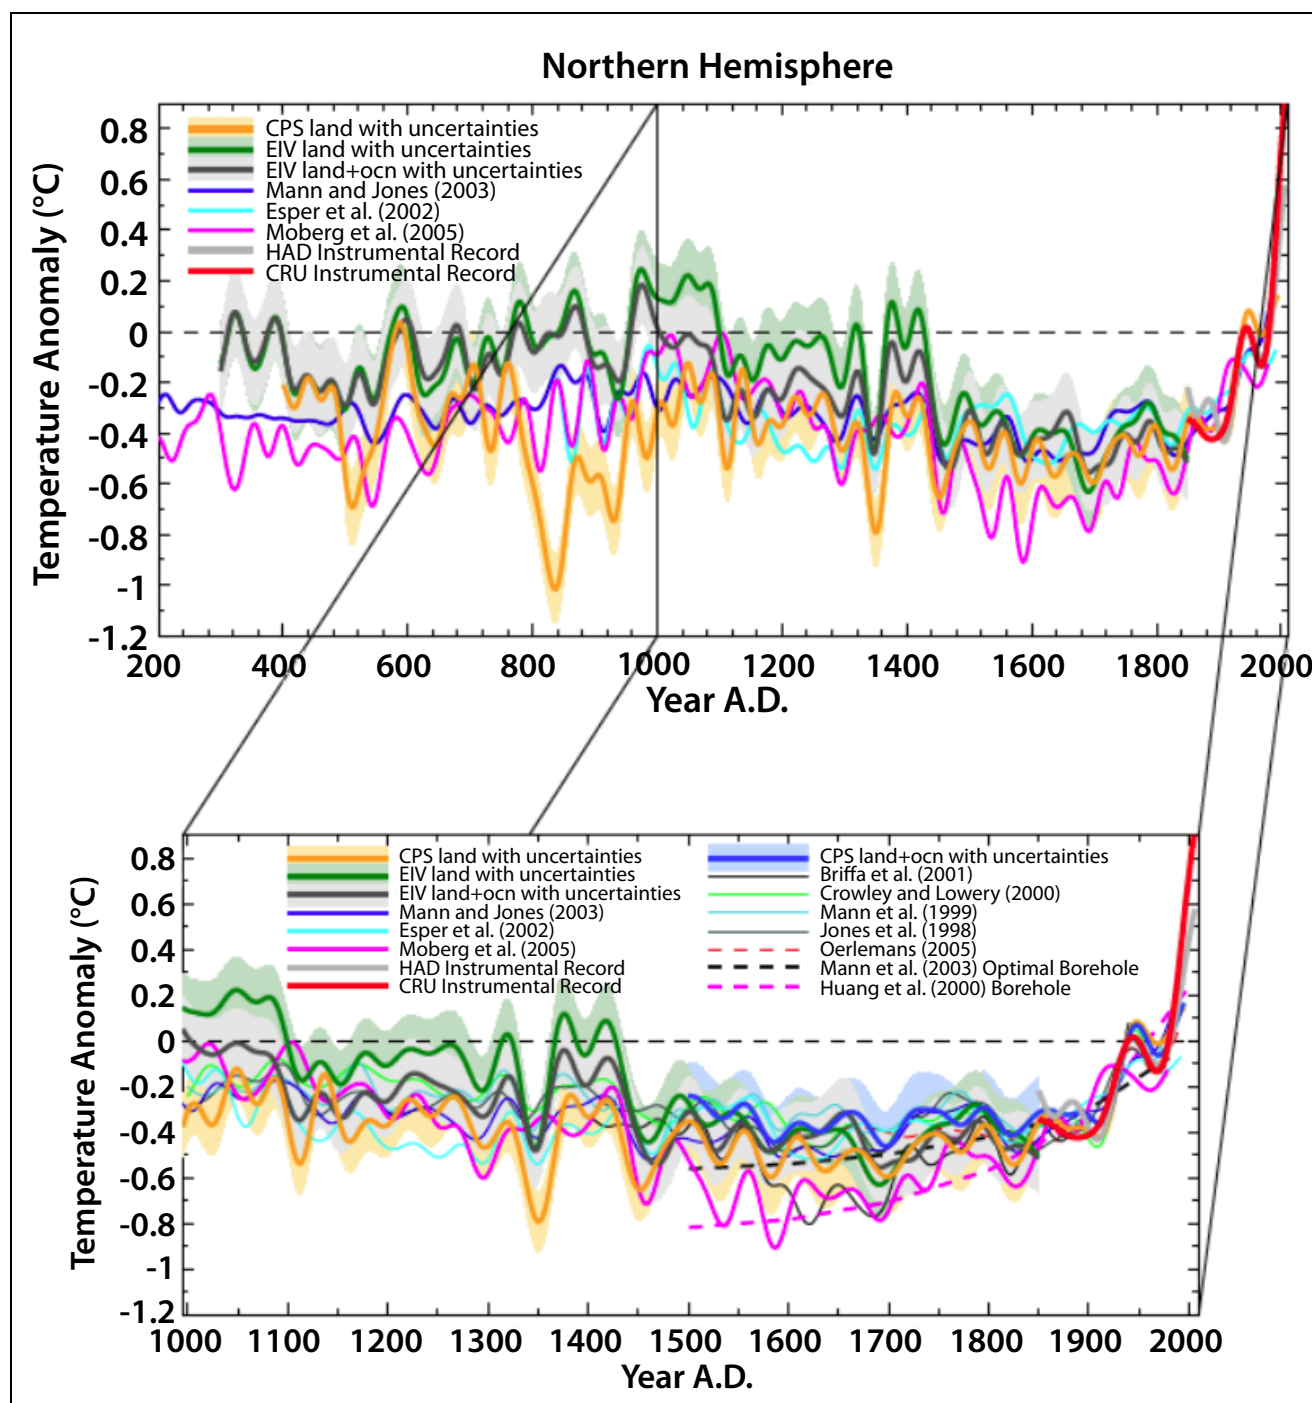 Northern Hemisphere
Temperature Anomaly (°C)
0.8
0.6
0.4
0.2
0
-0.2
-0.4
-0.6
-0.8
-1
-1.2
CPS land with uncertainties
EIV land with uncertainties
EIV land+ocn with uncertainties
Mann and Jones (2003)
Esper et al. (2002)
Moberg et al. (2005)
HAD Instrumental Record
CRU Instrumental Record
200 400 600 800 1000 1200 1400 1600 1800 2000
Year A.D.
Temperature Anomaly (°C)
0.8
0.6
0.4
0.2
0
-0.2
-0.4
-0.6
-0.8
-1
-1.2
CPS land with uncertainties
EIV land with uncertainties
EIV land+ocn with uncertainties
Mann and Jones (2003)
Esper et al. (2002)
Moberg et al. (2005)
HAD Instrumental Record
CRU Instrumental Record
CPS land+ocn with uncertainties
Briffa et al. (2001)
Crowley and Lowery (2000)
Mann et al. (1999)
Jones et al. (1998)
Oerlemans (2005)
Mann et al. (2003) Optimal Borehole
Huang et al. (2000) Borehole
1000 1100 1200 1300 1400 1500 1600 1700 1800 1900 2000
Year A.D.